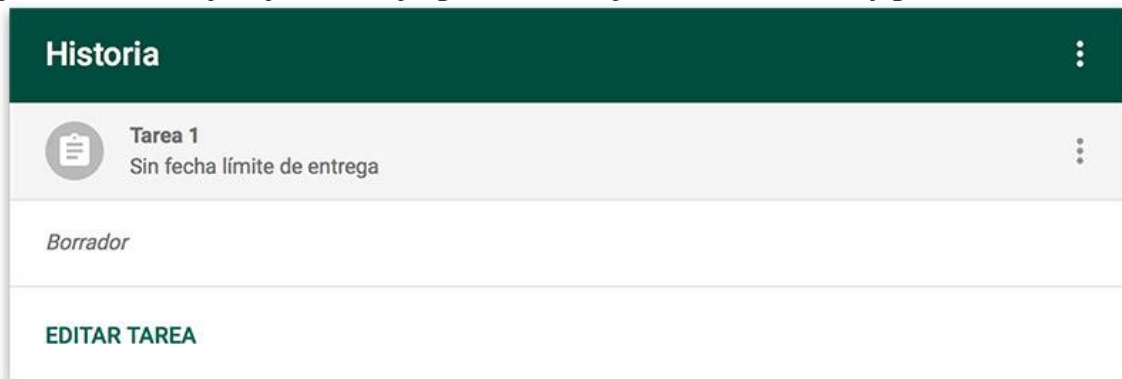 Historia
Tarea 1
Sin fecha límite de entrega
Borrador
EDITAR TAREA